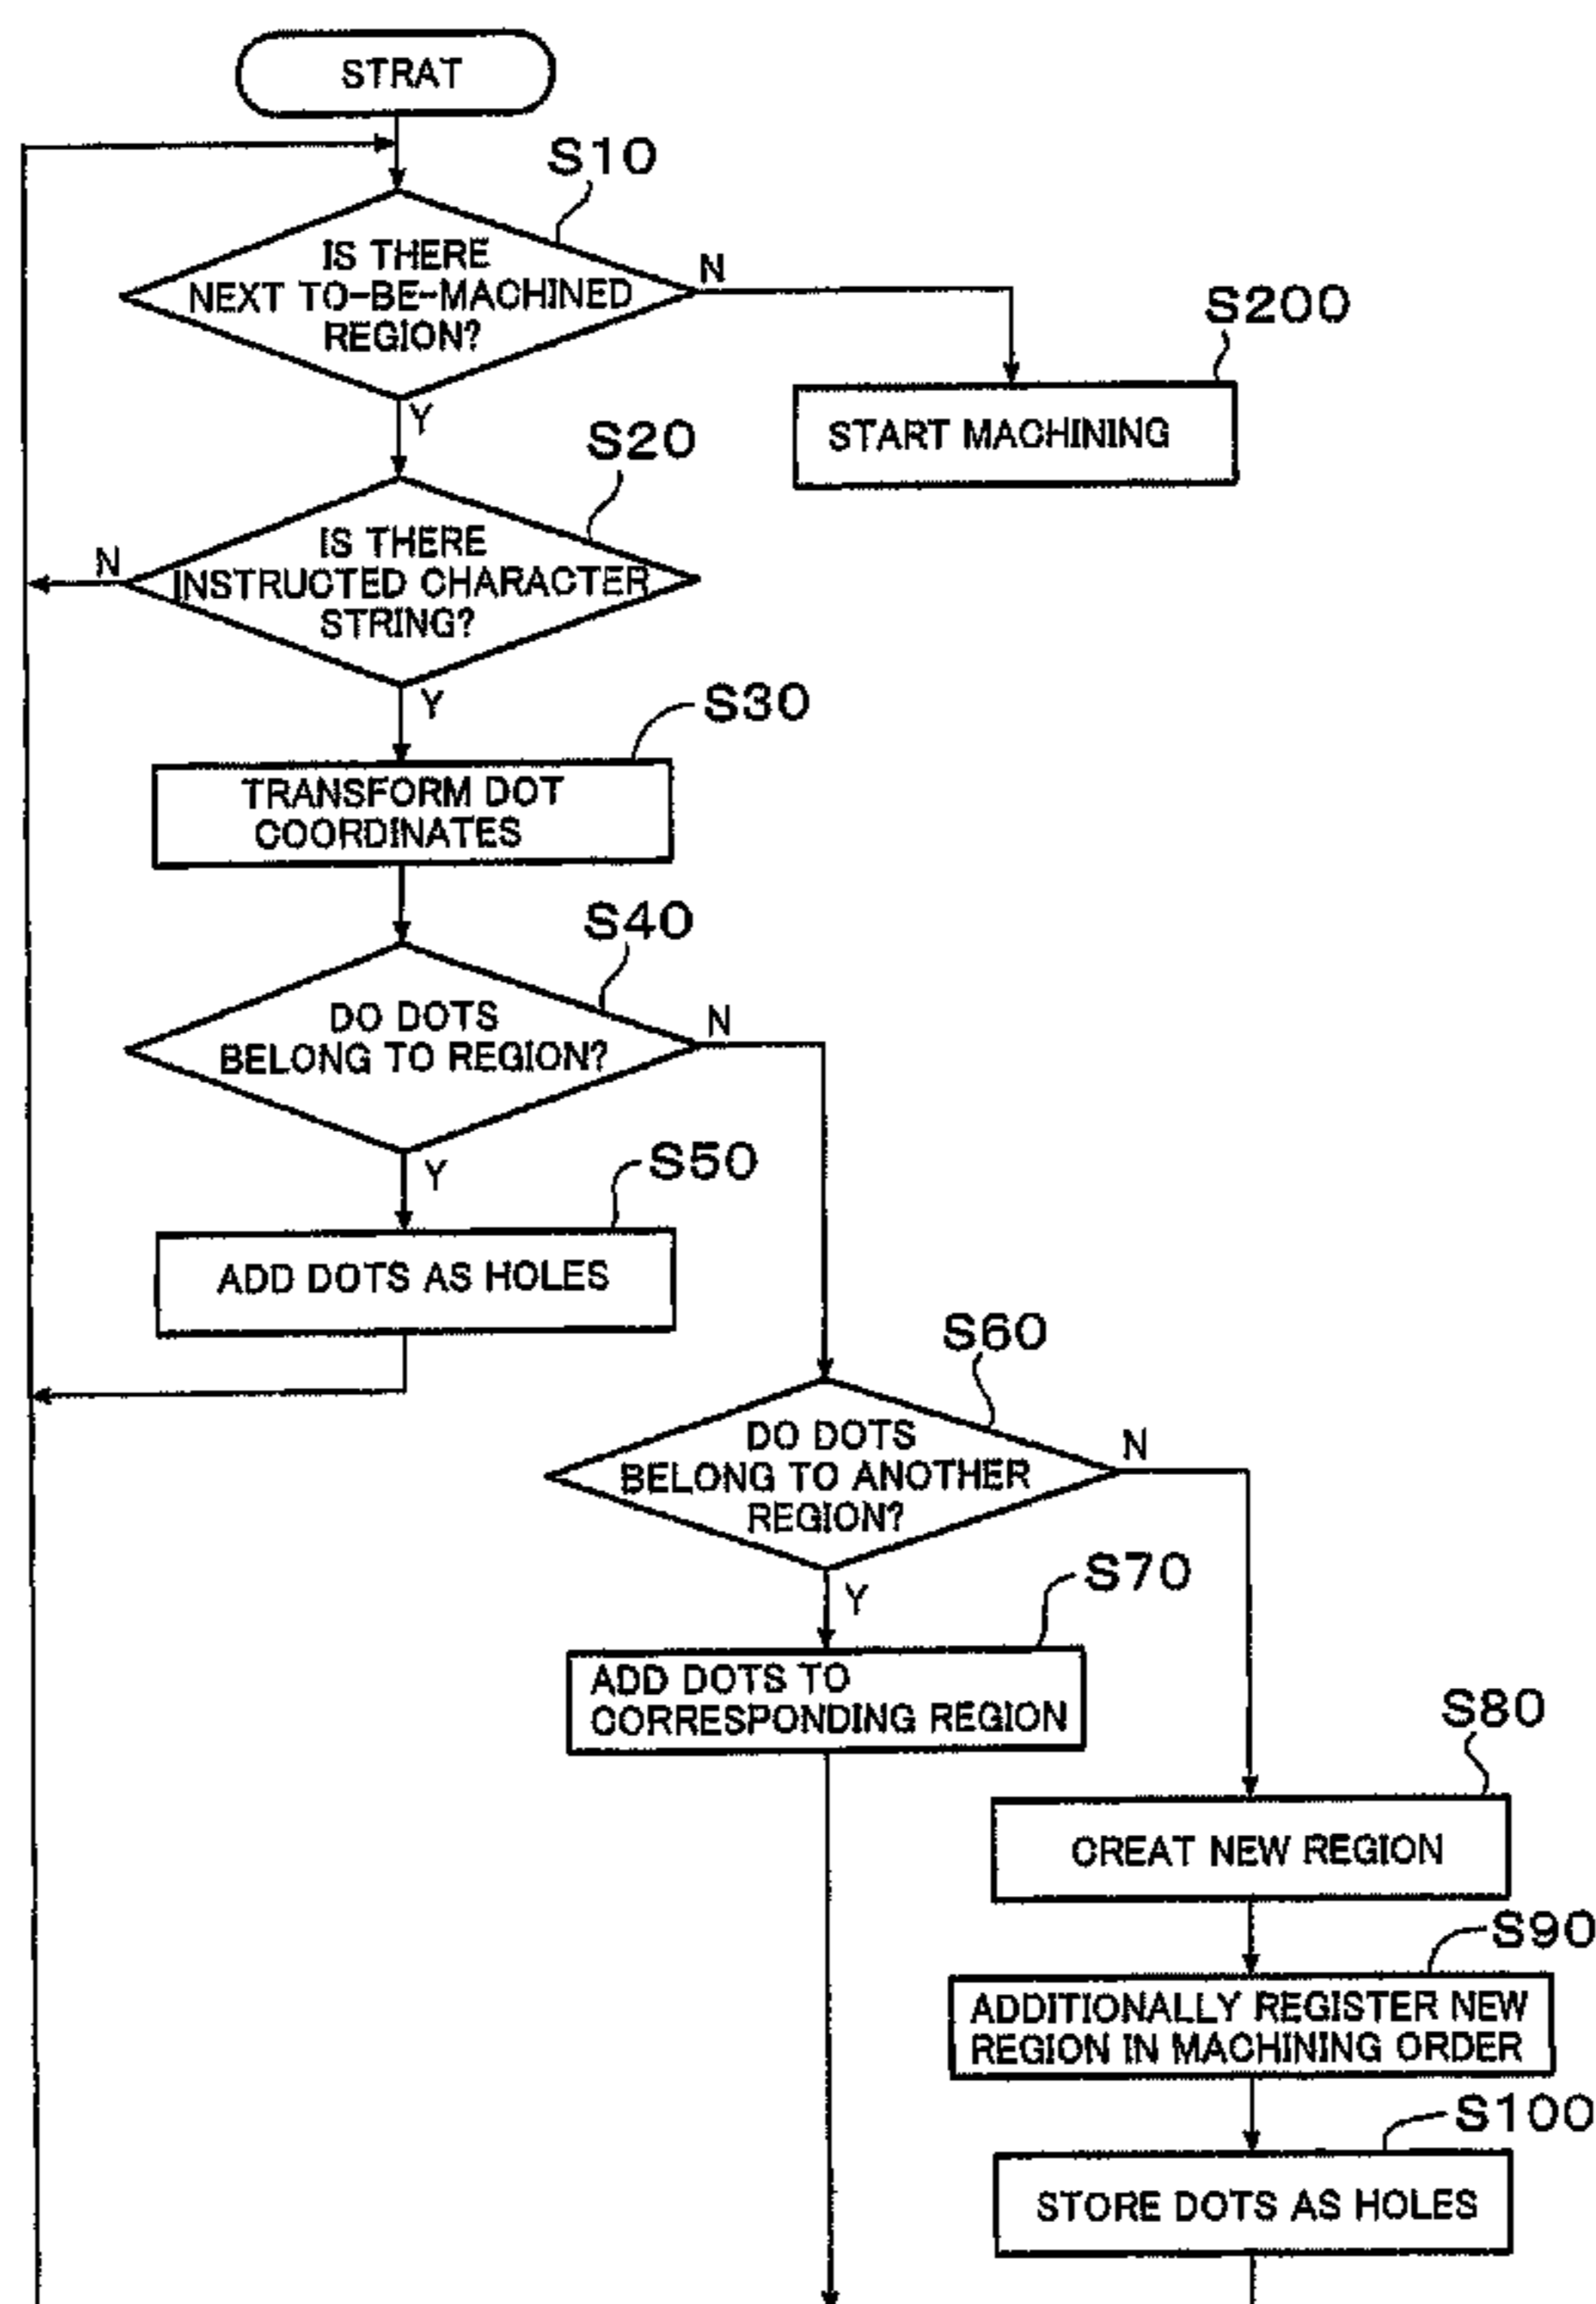 STRAT
S10
IS THERE
NEXT TO-BE-MACHINED
REGION?
N
Y
S200
START MACHINING
S20
IS THERE
INSTRUCTED CHARACTER
STRING?
N
Y
S30
TRANSFORM DOT
COORDINATES
S40
DO DOTS
BELONG TO REGION?
N
Y
S50
ADD DOTS AS HOLES
S60
DO DOTS
BELONG TO ANOTHER
REGION?
N
Y
S70
ADD DOTS TO
CORRESPONDING REGION
S80
CREAT NEW REGION
S90
ADDITIONALLY REGISTER NEW
REGION IN MACHINING ORDER
S100
STORE DOTS AS HOLES